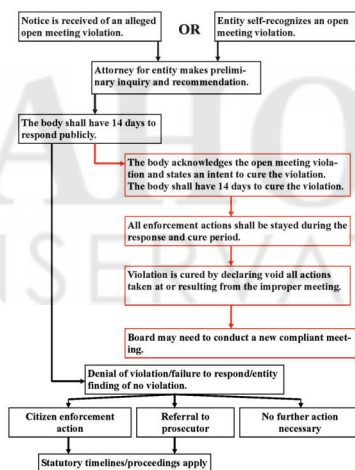 Notice is received of an alleged
open meeting violation.
OR
Entity self-recognizes an open
meeting violation.
Attorney for entity makes prelimi-
nary inquiry and recommendation.
The body shall have 14 days to
respond publicly.
The body acknowledges the open meeting viola-
tion and states an intent to cure the violation.
The body shall have 14 days to cure the violation.
All enforcement actions shall be stayed during the
response and cure period.
Violation is cured by declaring void all actions
taken at or resulting from the improper meeting.
Board may need to conduct a new compliant meet-
ing.
Denial of violation/failure to respond/entity
finding of no violation.
Citizen enforcement
action
Referral to
prosecutor
No further action
necessary
Statutory timelines/proceedings apply